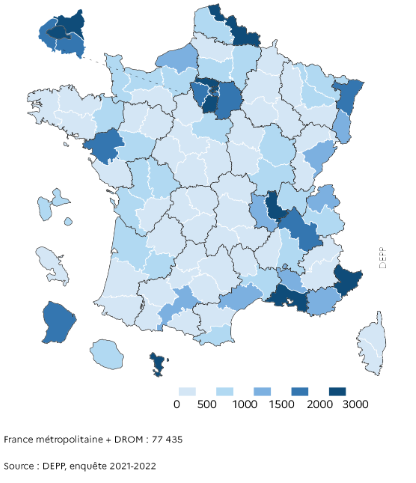 DEPP
0 500 1000 1500 2000 3000
France métropolitaine + DROM : 77 435
Source : DEPP, enquête 2021-2022